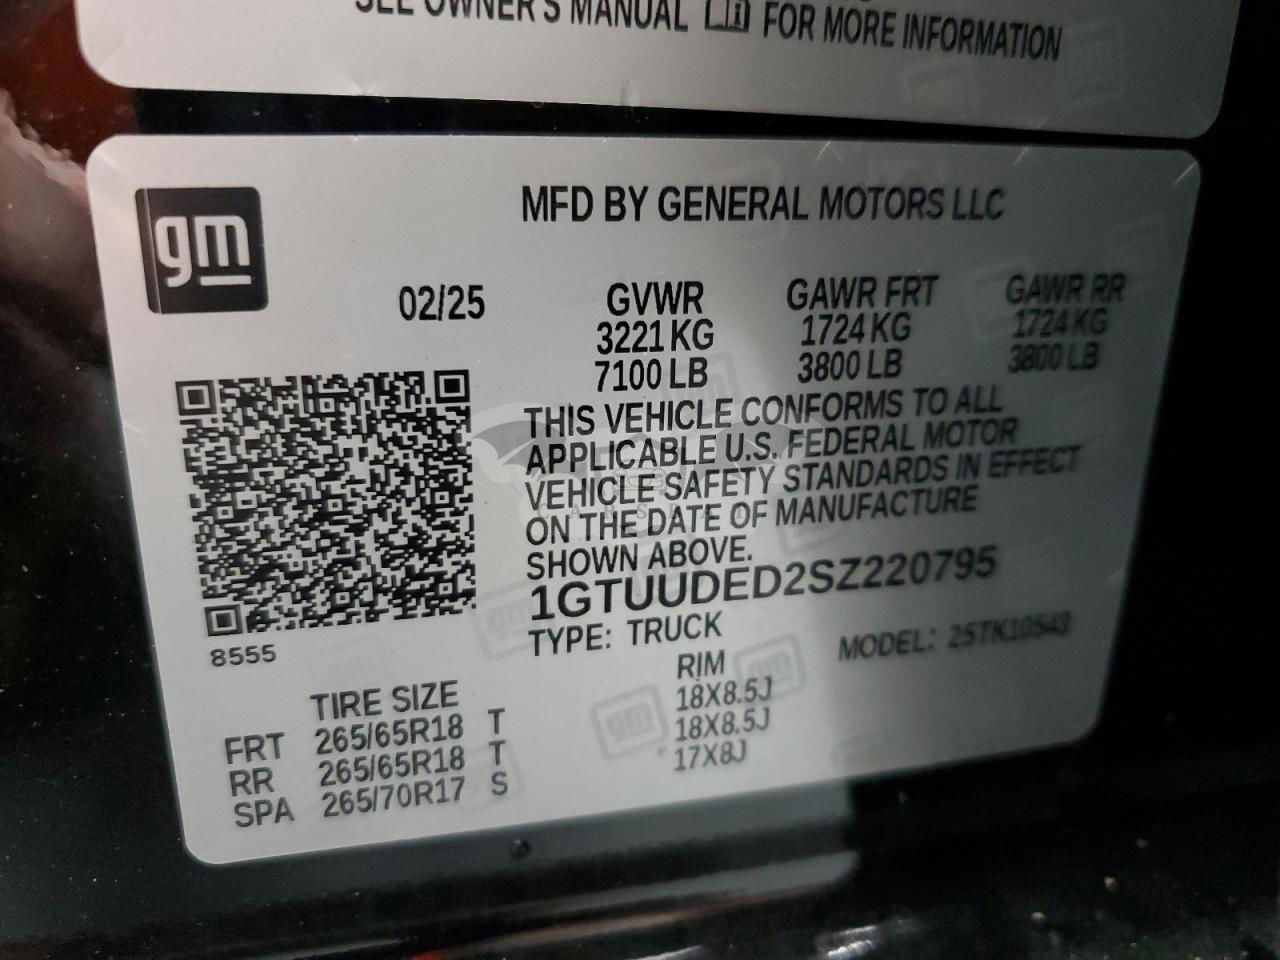 SEE OWNER'S MANUAL FOR MORE INFORMATION
gm
MFD BY GENERAL MOTORS LLC
02/25
GVWR GAWR FRT GAWR RR
3221 KG 1724 KG 1724 KG
7100 LB 3800 LB 3800 LB
THIS VEHICLE CONFORMS TO ALL
APPLICABLE U.S. FEDERAL MOTOR
VEHICLE SAFETY STANDARDS IN EFFECT
ON THE DATE OF MANUFACTURE
SHOWN ABOVE.
1GTUUDED2SZ220795
TYPE: TRUCK MODEL: 25TK10543
8555
TIRE SIZE RIM
FRT 265/65R18 T 18X8.5J
RR 265/65R18 T 18X8.5J
SPA 265/70R17 S 17X8J